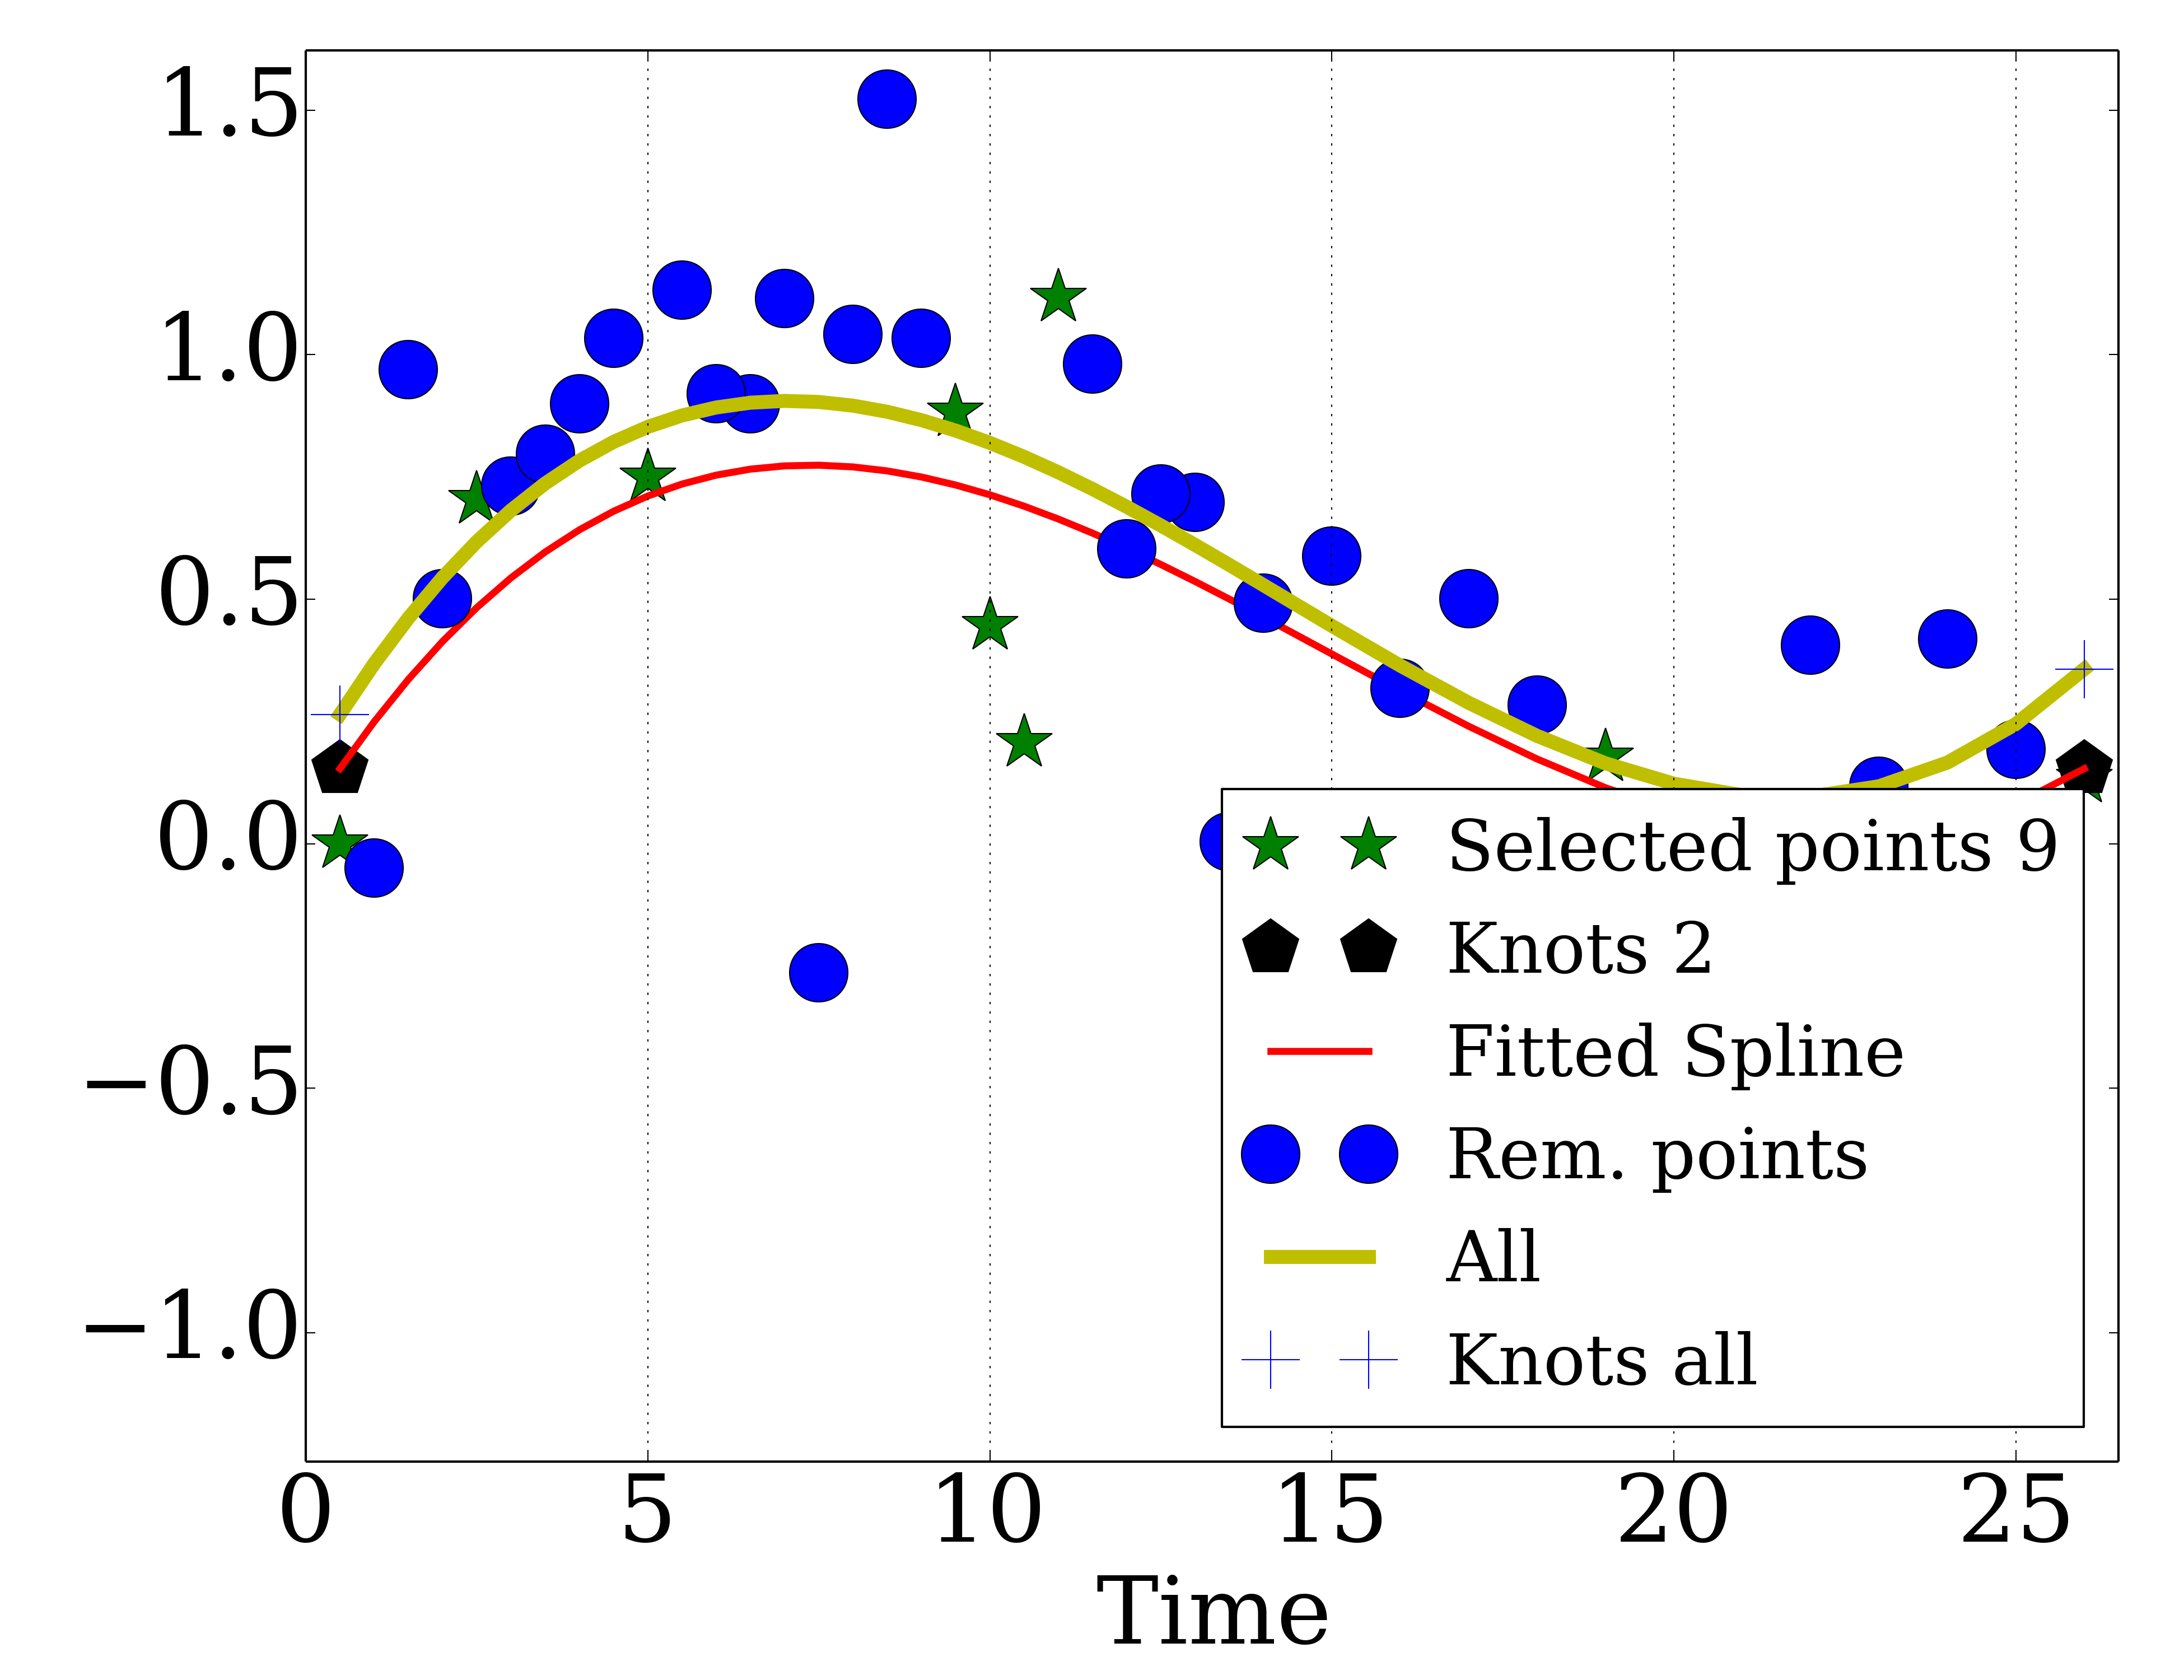 1.5
1.0
0.5
0.0
−0.5
−1.0
0 5 10 15 20 25
Time
Selected points 9
Knots 2
Fitted Spline
Rem. points
All
Knots all